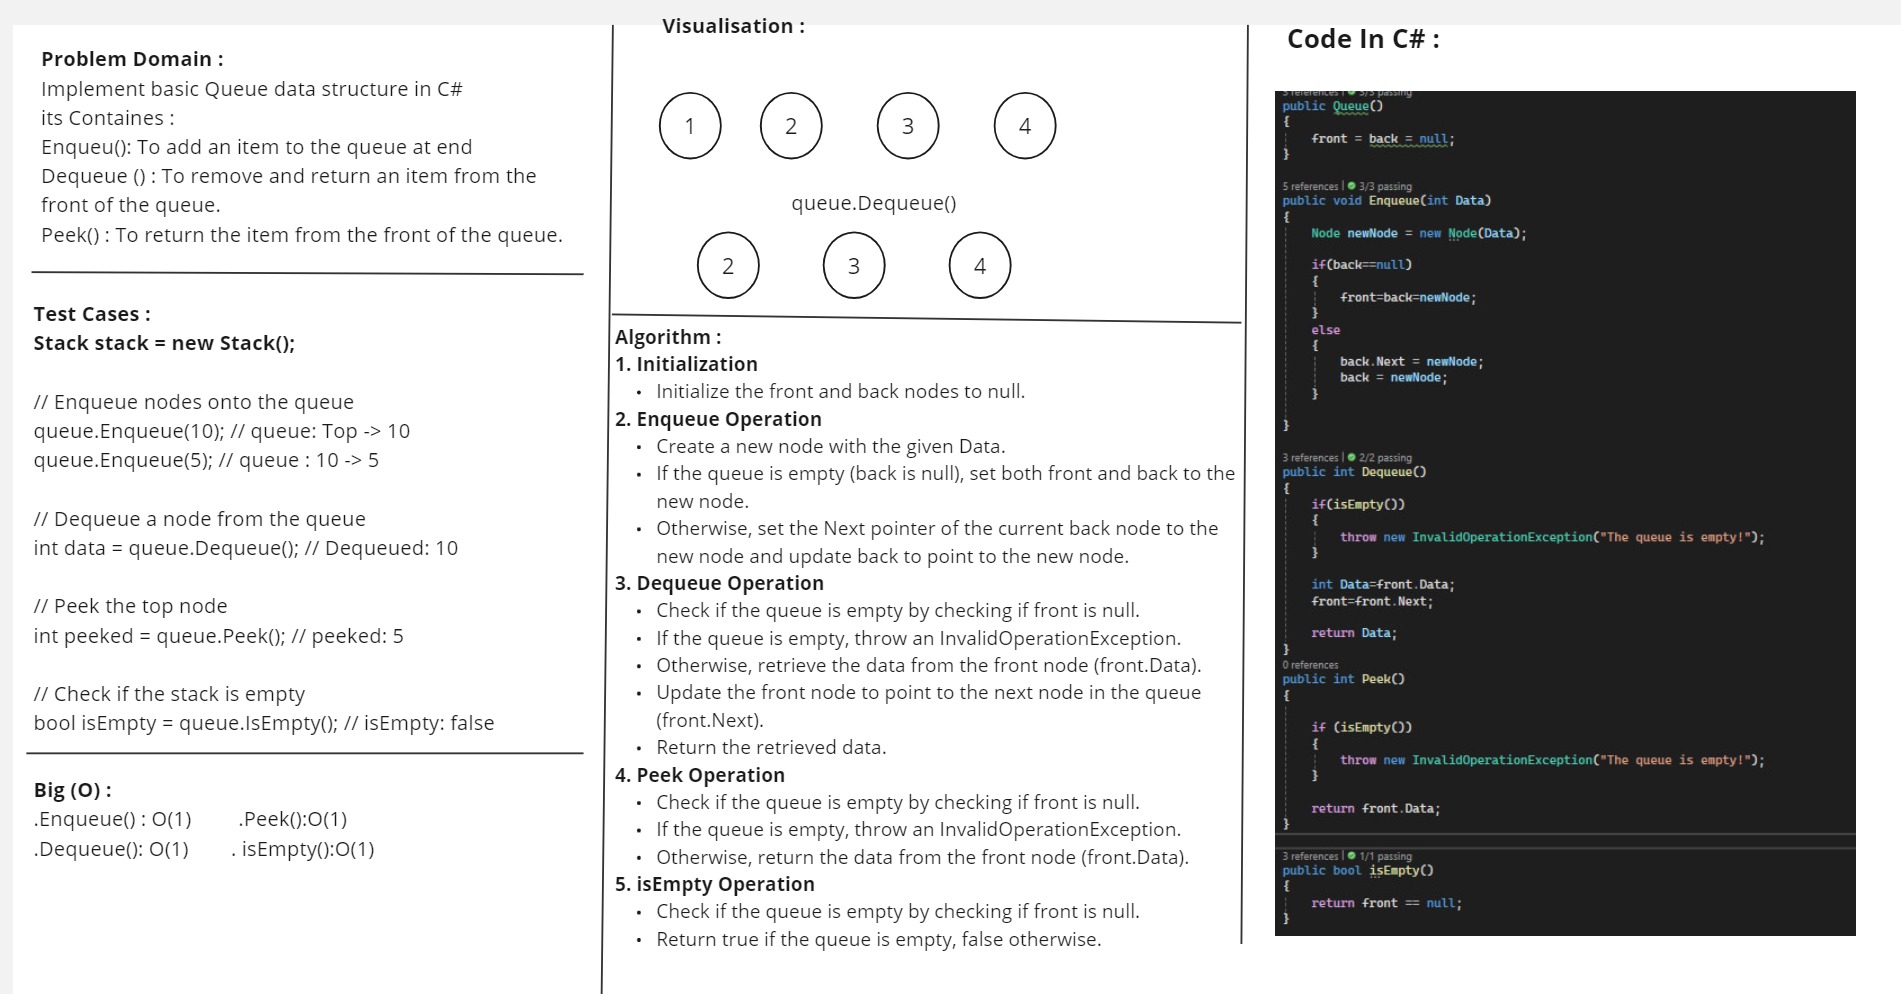 Problem Domain :
Implement basic Queue data structure in C#
its Containes :
Enqueu(): To add an item to the queue at end
Dequeue () : To remove and return an item from the
front of the queue.
Peek() : To return the item from the front of the queue.
Test Cases :
Stack stack = new Stack();
// Enqueue nodes onto the queue
queue.Enqueue(10); // queue: Top -> 10
queue.Enqueue(5); // queue : 10 -> 5
// Dequeue a node from the queue
int data = queue.Dequeue(); // Dequeued: 10
// Peek the top node
int peeked = queue.Peek(); // peeked: 5
// Check if the stack is empty
bool isEmpty = queue.IsEmpty(); // isEmpty: false
Big (O) :
.Enqueue() : O(1) .Peek():O(1)
.Dequeue(): O(1) . isEmpty():O(1)
Visualisation :
1 2 3 4
queue.Dequeue()
2 3 4
Algorithm :
1. Initialization
• Initialize the front and back nodes to null.
2. Enqueue Operation
• Create a new node with the given Data.
• If the queue is empty (back is null), set both front and back to the
new node.
• Otherwise, set the Next pointer of the current back node to the
new node and update back to point to the new node.
3. Dequeue Operation
• Check if the queue is empty by checking if front is null.
• If the queue is empty, throw an InvalidOperationException.
• Otherwise, retrieve the data from the front node (front.Data).
• Update the front node to point to the next node in the queue
(front.Next).
• Return the retrieved data.
4. Peek Operation
• Check if the queue is empty by checking if front is null.
• If the queue is empty, throw an InvalidOperationException.
• Otherwise, return the data from the front node (front.Data).
5. isEmpty Operation
• Check if the queue is empty by checking if front is null.
• Return true if the queue is empty, false otherwise.
Code In C# :
3 references | 3/3 passing
public Queue()
{
front = back = null;
}
5 references | 3/3 passing
public void Enqueue(int Data)
{
Node newNode = new Node(Data);
if(back==null)
{
front=back=newNode;
}
else
{
back.Next = newNode;
back = newNode;
}
}
3 references | 2/2 passing
public int Dequeue()
{
if(isEmpty())
{
throw new InvalidOperationException("The queue is empty!");
}
int Data=front.Data;
front=front.Next;
return Data;
}
0 references
public int Peek()
{
if (isEmpty())
{
throw new InvalidOperationException("The queue is empty!");
}
return front.Data;
}
3 references | 1/1 passing
public bool isEmpty()
{
return front == null;
}